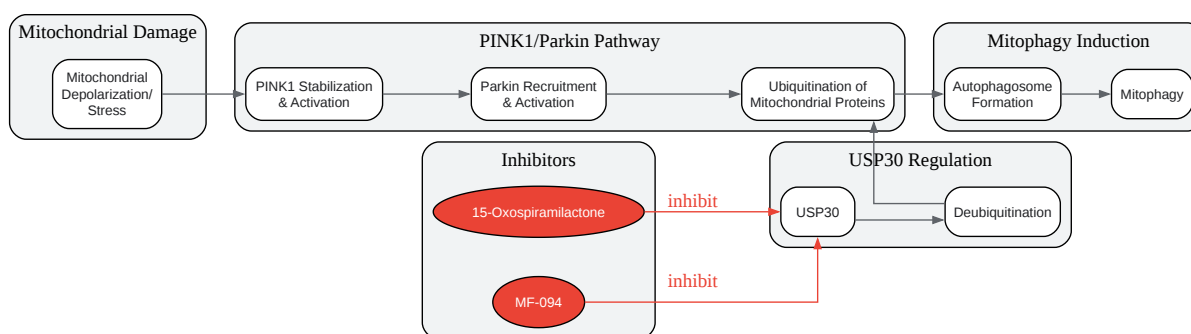 Mitochondrial Damage
Mitochondrial
Depolarization/
Stress
PINK1/Parkin Pathway
PINK1 Stabilization
& Activation
Parkin Recruitment
& Activation
Ubiquitination of
Mitochondrial Proteins
Mitophagy Induction
Autophagosome
Formation
Mitophagy
Inhibitors
15-Oxospiramilactone
inhibit
MF-094
inhibit
USP30 Regulation
USP30
Deubiquitination